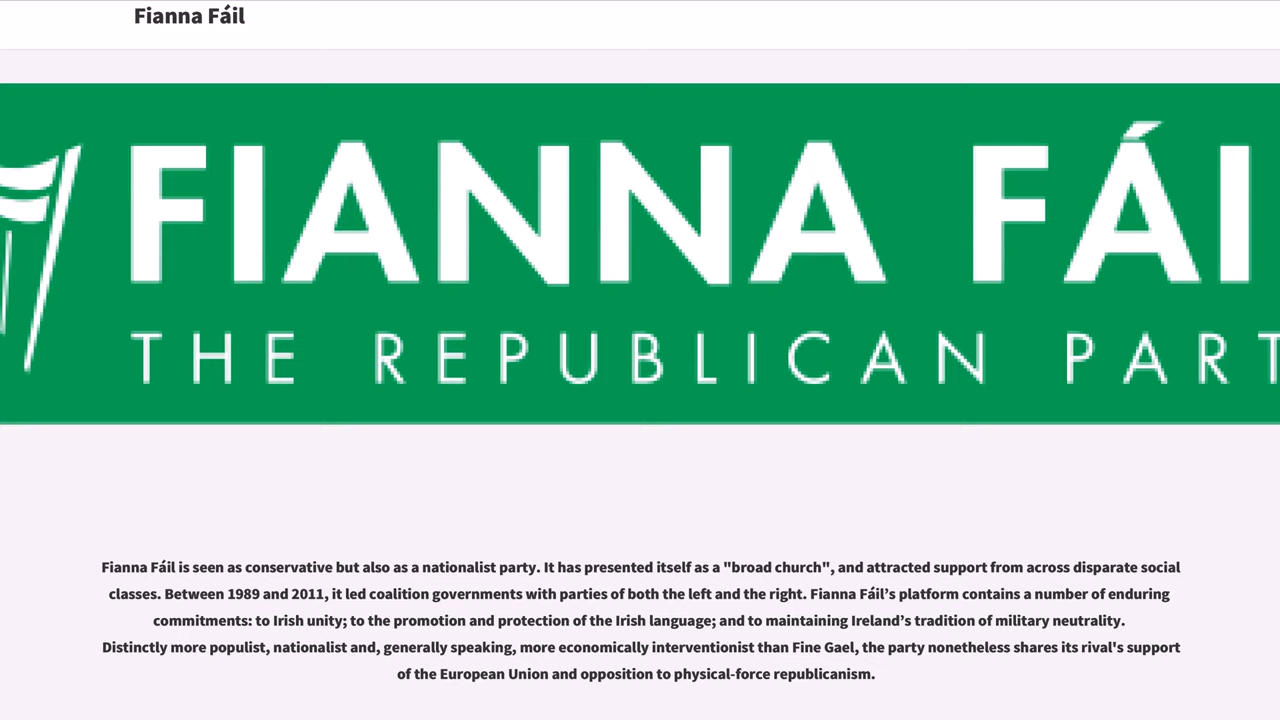 Fianna Fáil
FIANNA FÁI
THE REPUBLICAN PART
Fianna Fáil is seen as conservative but also as a nationalist party. It has presented itself as a "broad church", and attracted support from across disparate social
classes. Between 1989 and 2011, it led coalition governments with parties of both the left and the right. Fianna Fáil’s platform contains a number of enduring
commitments: to Irish unity; to the promotion and protection of the Irish language; and to maintaining Ireland’s tradition of military neutrality.
Distinctly more populist, nationalist and, generally speaking, more economically interventionist than Fine Gael, the party nonetheless shares its rival's support
of the European Union and opposition to physical-force republicanism.